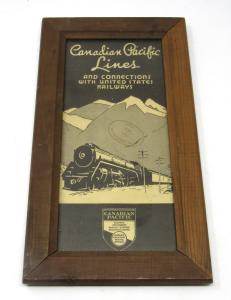 Canadian Pacific
Lines
AND CONNECTIONS
WITH UNITED STATES
RAILWAYS
CANADIAN
PACIFIC